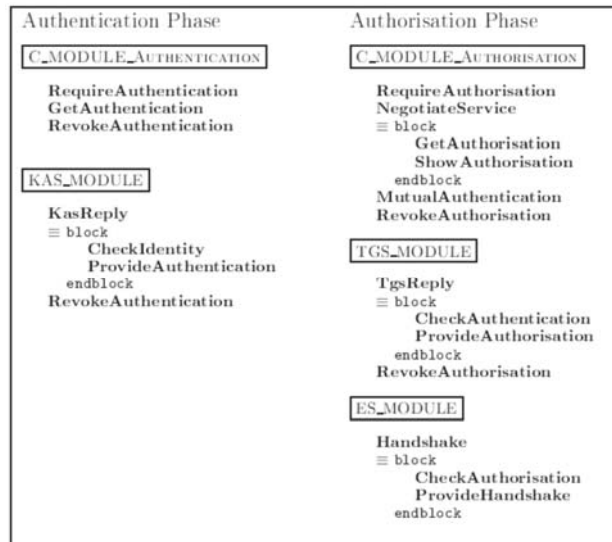 Authentication Phase
C_MODULE_AUTHENTICATION
RequireAuthentication
GetAuthentication
RevokeAuthentication
KAS_MODULE
KasReply
≡ block
CheckIdentity
ProvideAuthentication
endblock
RevokeAuthentication
Authorisation Phase
C_MODULE_AUTHORISATION
RequireAuthorisation
NegotiateService
≡ block
GetAuthorisation
ShowAuthorisation
endblock
MutualAuthentication
RevokeAuthorisation
TGS_MODULE
TgsReply
≡ block
CheckAuthentication
ProvideAuthorisation
endblock
RevokeAuthorisation
ES_MODULE
Handshake
≡ block
CheckAuthorisation
ProvideHandshake
endblock